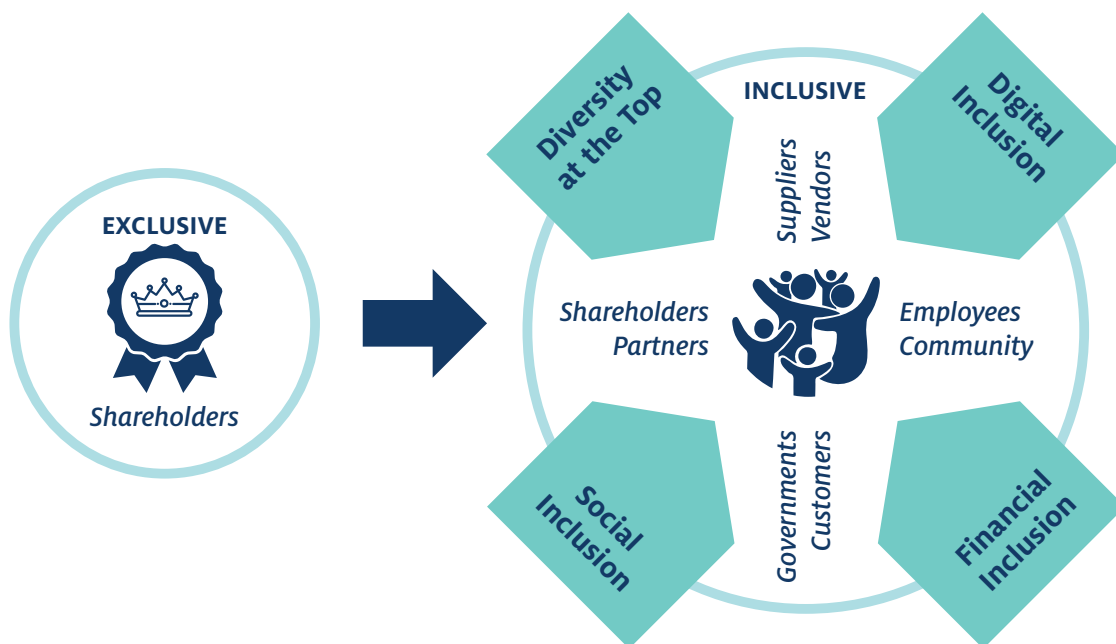 EXCLUSIVE
Shareholders
INCLUSIVE
Diversity
at the Top
Digital
Inclusion
Suppliers
Vendors
Shareholders
Partners
Employees
Community
Governments
Customers
Social
Inclusion
Financial
Inclusion